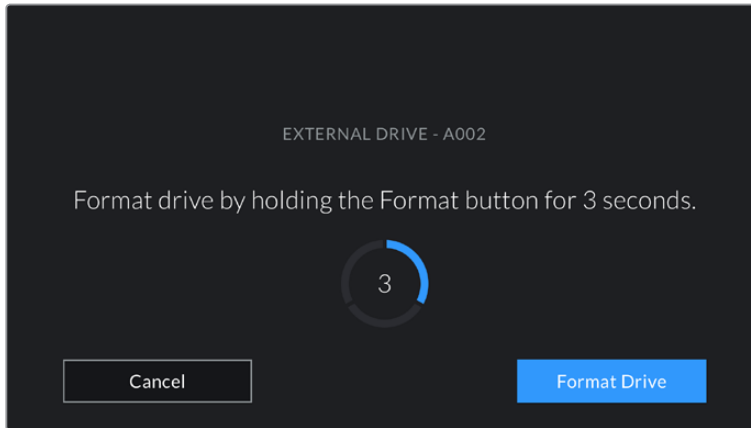 EXTERNAL DRIVE - A002
Format drive by holding the Format button for 3 seconds.
3
Cancel
Format Drive